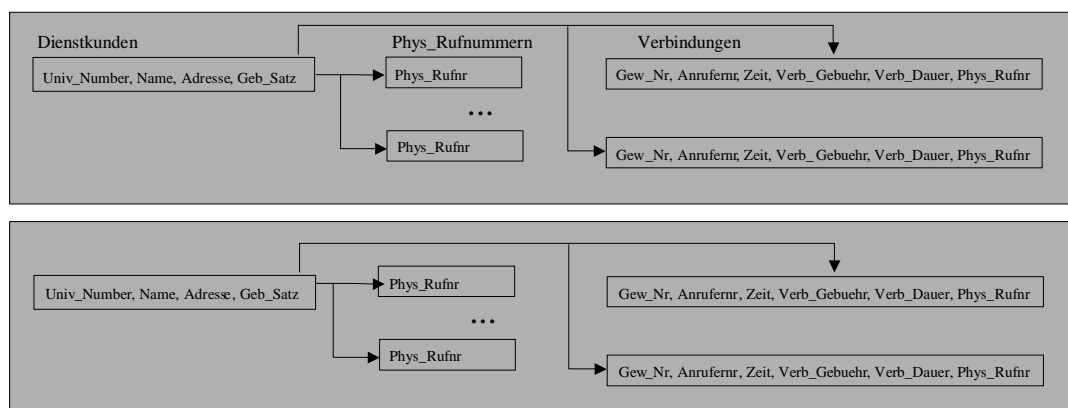 Dienstkunden Phys_Rufnummern Verbindungen
Univ_Number, Name, Adresse, Geb_Satz
Phys_Rufnr
Gew_Nr, Anrufernr, Zeit, Verb_Gebuehr, Verb_Dauer, Phys_Rufnr
...
Phys_Rufnr
Gew_Nr, Anrufernr, Zeit, Verb_Gebuehr, Verb_Dauer, Phys_Rufnr
Univ_Number, Name, Adresse, Geb_Satz
Phys_Rufnr
Gew_Nr, Anrufernr, Zeit, Verb_Gebuehr, Verb_Dauer, Phys_Rufnr
...
Phys_Rufnr
Gew_Nr, Anrufernr, Zeit, Verb_Gebuehr, Verb_Dauer, Phys_Rufnr